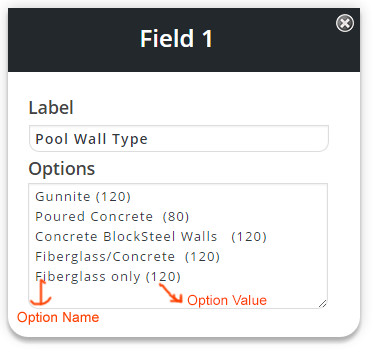 Field 1
Label
Pool Wall Type
Options
Gunnite (120)
Poured Concrete  (80)
Concrete BlockSteel Walls   (120)
Fiberglass/Concrete  (120)
Fiberglass only (120)
Option Value
Option Name